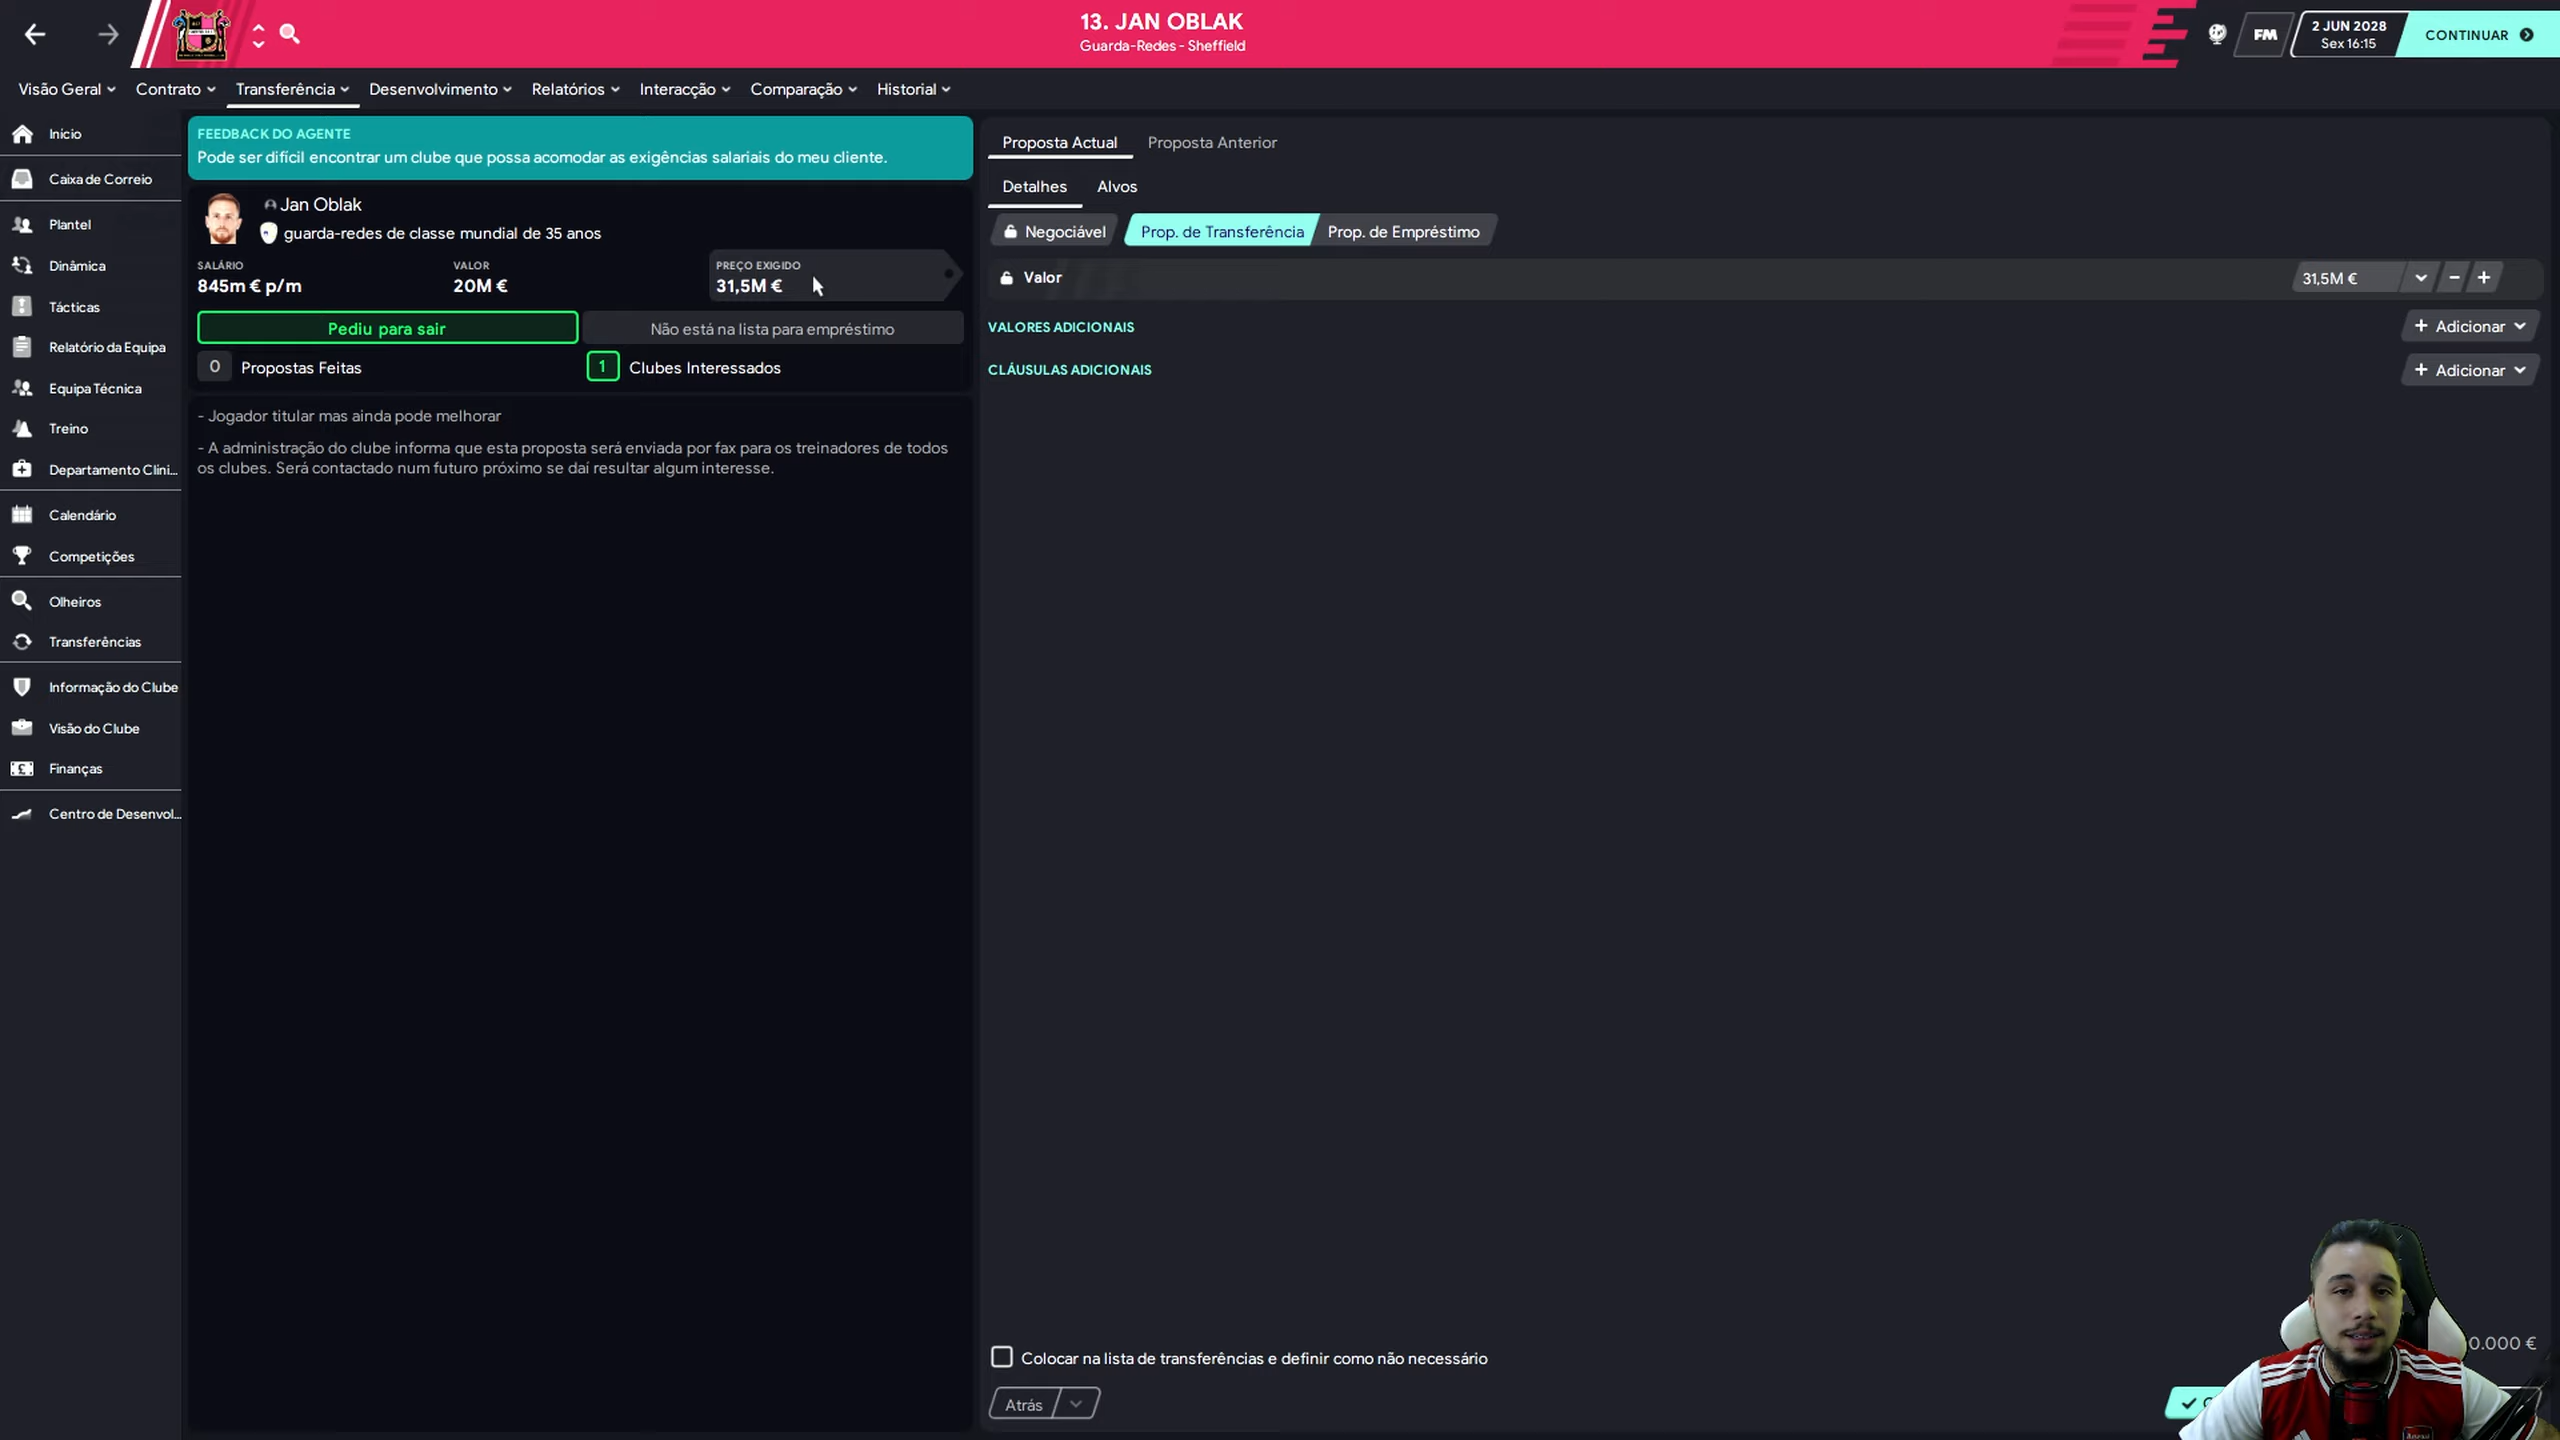 13. JAN OBLAK
Guarda-Redes - Sheffield
FM
2 JUN 2028
Sex 16:15
CONTINUAR
Visão Geral
Contrato
Transferência
Desenvolvimento
Relatórios
Interacção
Comparação
Historial
Inicio
Caixa de Correio
Plantel
Dinâmica
Tácticas
Relatório da Equipa
Equipa Técnica
Treino
Departamento Clíni...
Calendário
Competições
Olheiros
Transferências
Informação do Clube
Visão do Clube
Finanças
Centro de Desenvol...
FEEDBACK DO AGENTE
Pode ser difícil encontrar um clube que possa acomodar as exigências salariais do meu cliente.
Jan Oblak
guarda-redes de classe mundial de 35 anos
SALÁRIO
845m € p/m
VALOR
20M €
PREÇO EXIGIDO
31,5M €
Pediu para sair
Não está na lista para empréstimo
0 Propostas Feitas
1 Clubes Interessados
- Jogador titular mas ainda pode melhorar
- A administração do clube informa que esta proposta será enviada por fax para os treinadores de todos
os clubes. Será contactado num futuro próximo se daí resultar algum interesse.
Proposta Actual
Proposta Anterior
Detalhes
Alvos
Negociável
Prop. de Transferência
Prop. de Empréstimo
Valor
31,5M €
VALORES ADICIONAIS
+ Adicionar
CLÁUSULAS ADICIONAIS
+ Adicionar
Colocar na lista de transferências e definir como não necessário
0.000 €
Atrás